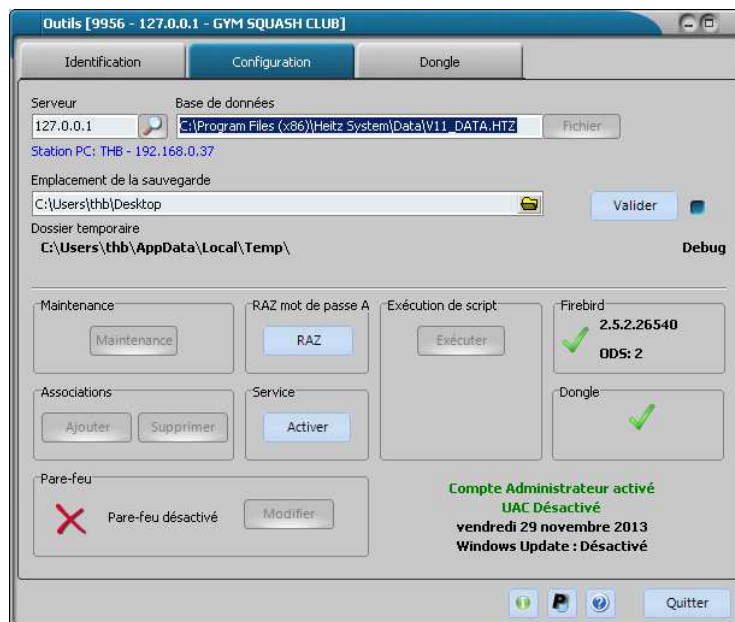 Outils [9956 - 127.0.0.1 - GYM SQUASH CLUB]
Identification Configuration Dongle
Serveur Base de données
127.0.0.1 C:\Program Files (x86)\Heitz System\Data\V11_DATA.HTZ Fichier
Station PC: THB - 192.168.0.37
Emplacement de la sauvegarde
C:\Users\thb\Desktop Valider
Dossier temporaire
C:\Users\thb\AppData\Local\Temp\ Debug
Maintenance RAZ mot de passe A Exécution de script Firebird
Maintenance RAZ Exécuter 2.5.2.26540
ODS: 2
Associations Service Dongle
Ajouter Supprimer Activer
Pare-feu
Pare-feu désactivé Modifier
Compte Administrateur activé
UAC Désactivé
vendredi 29 novembre 2013
Windows Update : Désactivé
Quitter